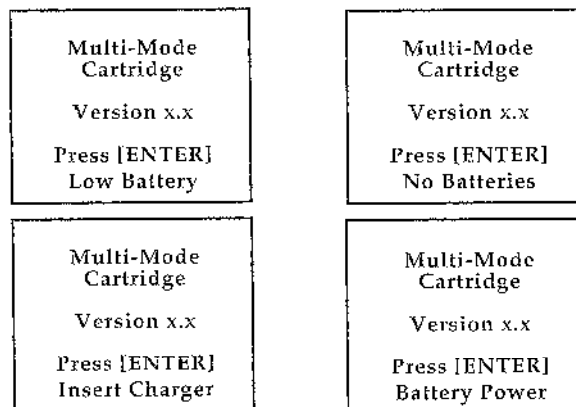 Multi-Mode
Cartridge
Version x.x
Press [ENTER]
Low Battery
Multi-Mode
Cartridge
Version x.x
Press [ENTER]
No Batteries
Multi-Mode
Cartridge
Version x.x
Press [ENTER]
Insert Charger
Multi-Mode
Cartridge
Version x.x
Press [ENTER]
Battery Power